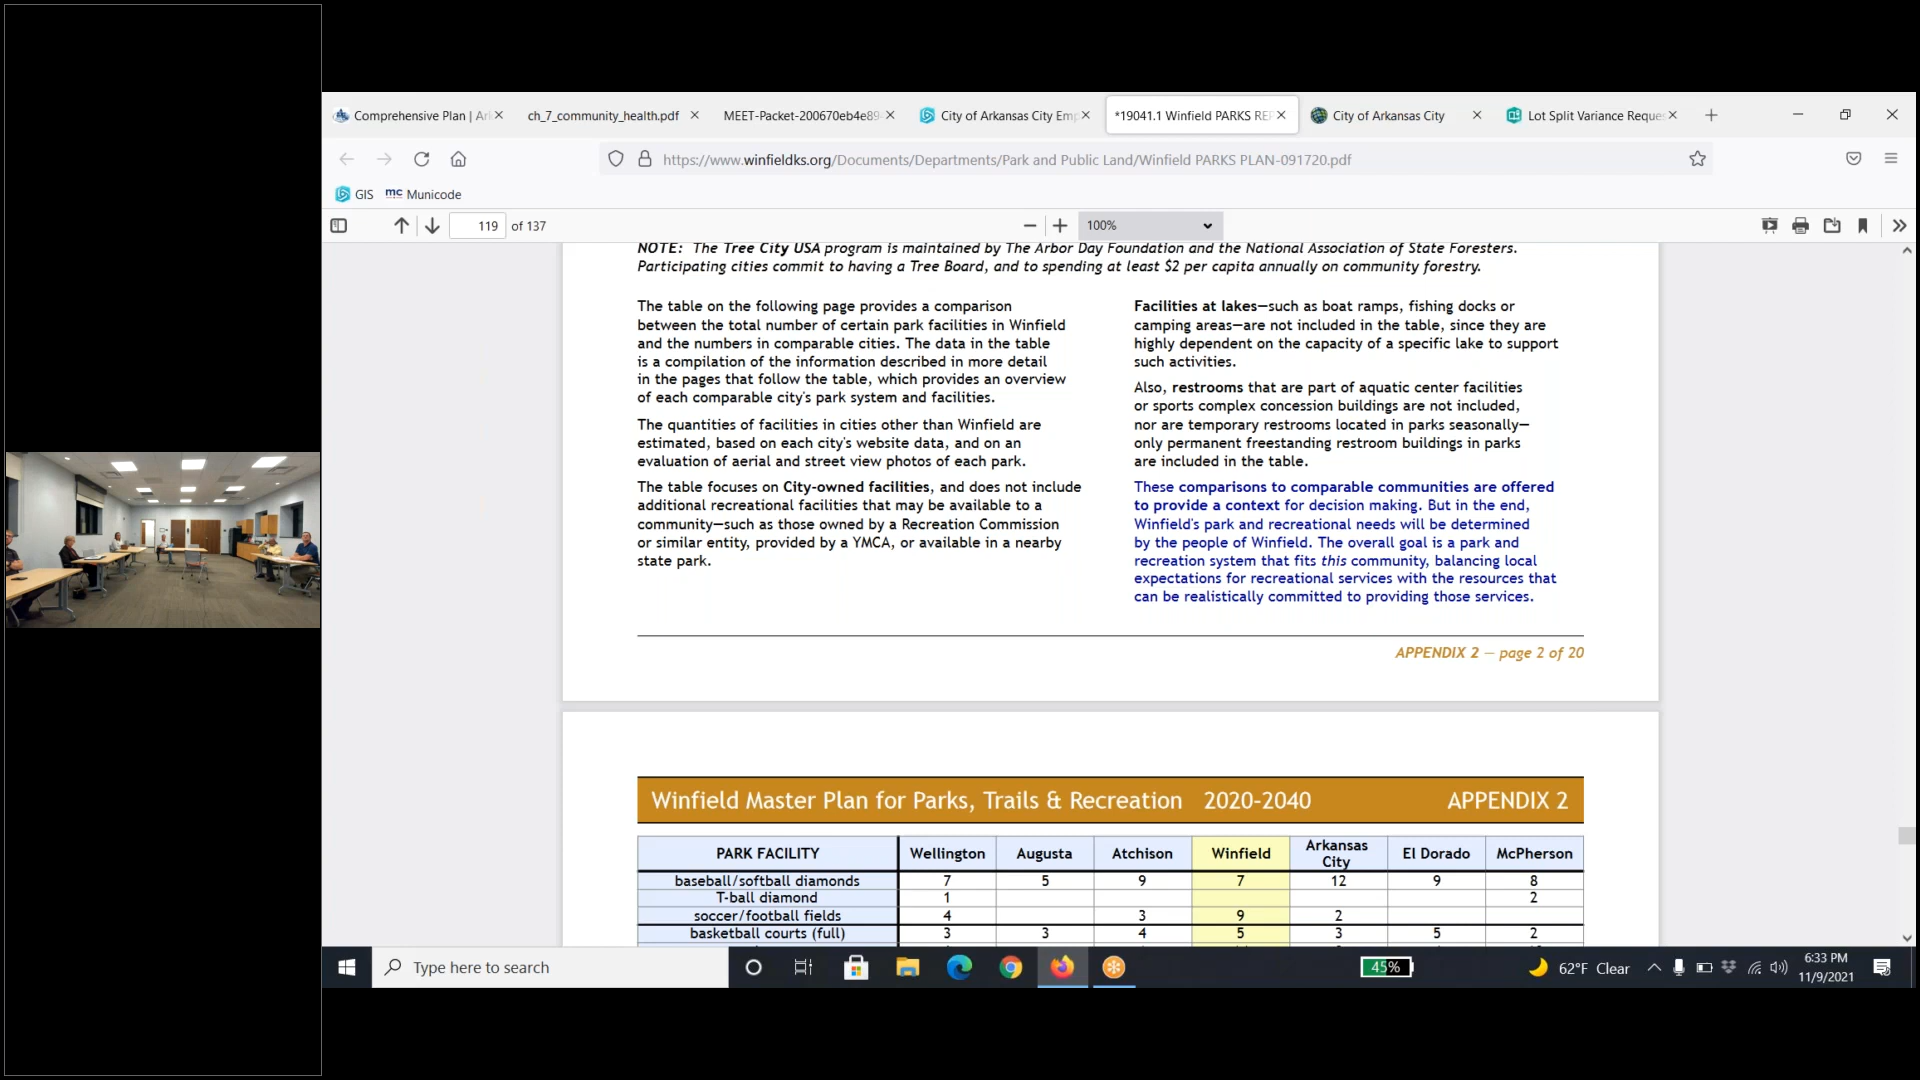 Comprehensive Plan | Ar
ch_7_community_health.pdf
MEET-Packet-200670eb4e89
City of Arkansas City Emp
*19041.1 Winfield PARKS REP
City of Arkansas City
Lot Split Variance Reques
https://www.winfieldks.org/Documents/Departments/Park and Public Land/Winfield PARKS PLAN-091720.pdf
GIS
mc Municode
119 of 137
100%
NOTE: The Tree City USA program is maintained by The Arbor Day Foundation and the National Association of State Foresters.
Participating cities commit to having a Tree Board, and to spending at least $2 per capita annually on community forestry.
The table on the following page provides a comparison
between the total number of certain park facilities in Winfield
and the numbers in comparable cities. The data in the table
is a compilation of the information described in more detail
in the pages that follow the table, which provides an overview
of each comparable city's park system and facilities.
The quantities of facilities in cities other than Winfield are
estimated, based on each city's website data, and on an
evaluation of aerial and street view photos of each park.
The table focuses on City-owned facilities, and does not include
additional recreational facilities that may be available to a
community—such as those owned by a Recreation Commission
or similar entity, provided by a YMCA, or available in a nearby
state park.
Facilities at lakes—such as boat ramps, fishing docks or
camping areas—are not included in the table, since they are
highly dependent on the capacity of a specific lake to support
such activities.
Also, restrooms that are part of aquatic center facilities
or sports complex concession buildings are not included,
nor are temporary restrooms located in parks seasonally—
only permanent freestanding restroom buildings in parks
are included in the table.
These comparisons to comparable communities are offered
to provide a context for decision making. But in the end,
Winfield's park and recreational needs will be determined
by the people of Winfield. The overall goal is a park and
recreation system that fits this community, balancing local
expectations for recreational services with the resources that
can be realistically committed to providing those services.
APPENDIX 2 — page 2 of 20
Winfield Master Plan for Parks, Trails & Recreation 2020-2040 APPENDIX 2
PARK FACILITY Wellington Augusta Atchison Winfield Arkansas City El Dorado McPherson
baseball/softball diamonds 7 5 9 7 12 9 8
T-ball diamond 1 2
soccer/football fields 4 3 9 2
basketball courts (full) 3 3 4 5 3 5 2
Type here to search
45%
62°F Clear
6:33 PM
11/9/2021